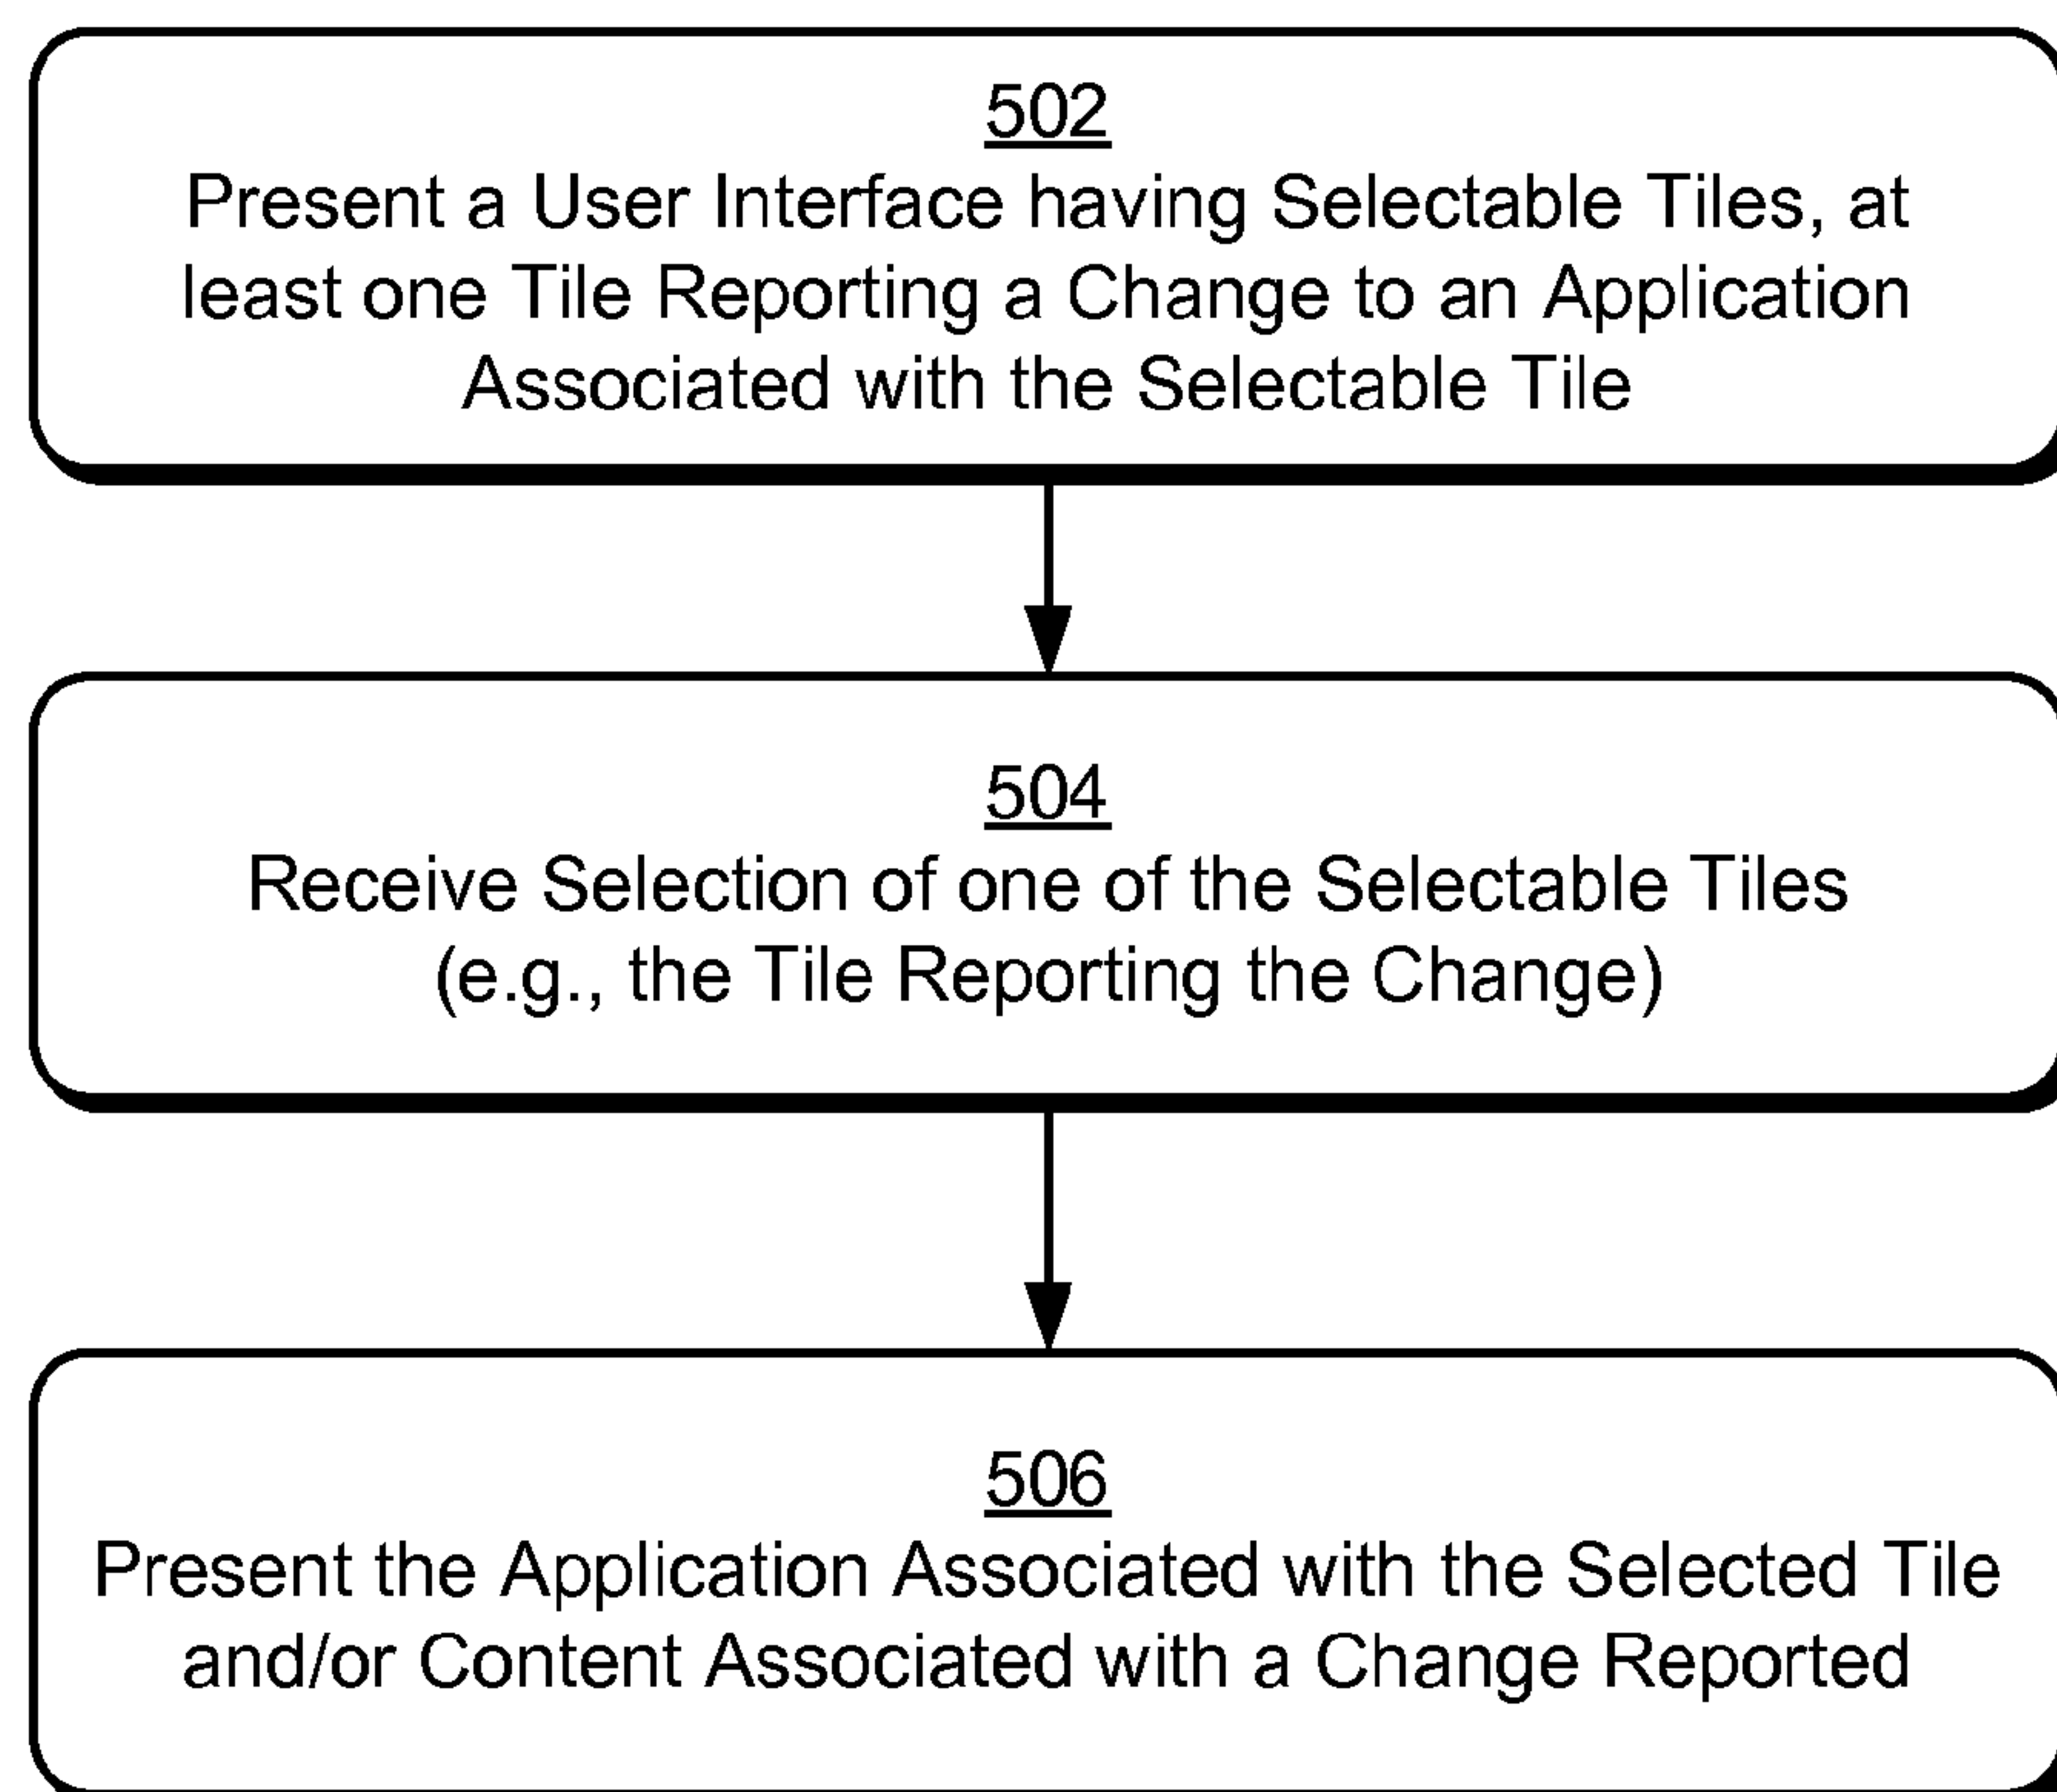 502
Present a User Interface having Selectable Tiles, at
least one Tile Reporting a Change to an Application
Associated with the Selectable Tile
504
Receive Selection of one of the Selectable Tiles
(e.g., the Tile Reporting the Change)
506
Present the Application Associated with the Selected Tile
and/or Content Associated with a Change Reported